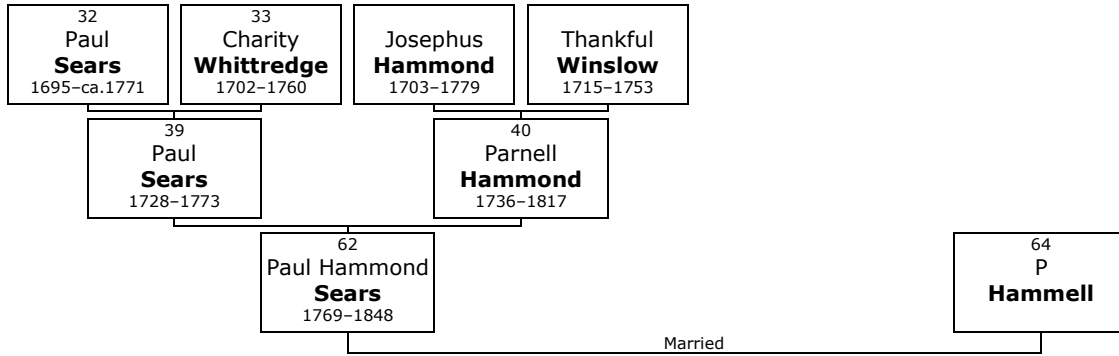 32
Paul
Sears
1695–ca.1771
33
Charity
Whittredge
1702–1760
Josephus
Hammond
1703–1779
Thankful
Winslow
1715–1753
39
Paul
Sears
1728–1773
40
Parnell
Hammond
1736–1817
62
Paul Hammond
Sears
1769–1848
64
P
Hammell
Married